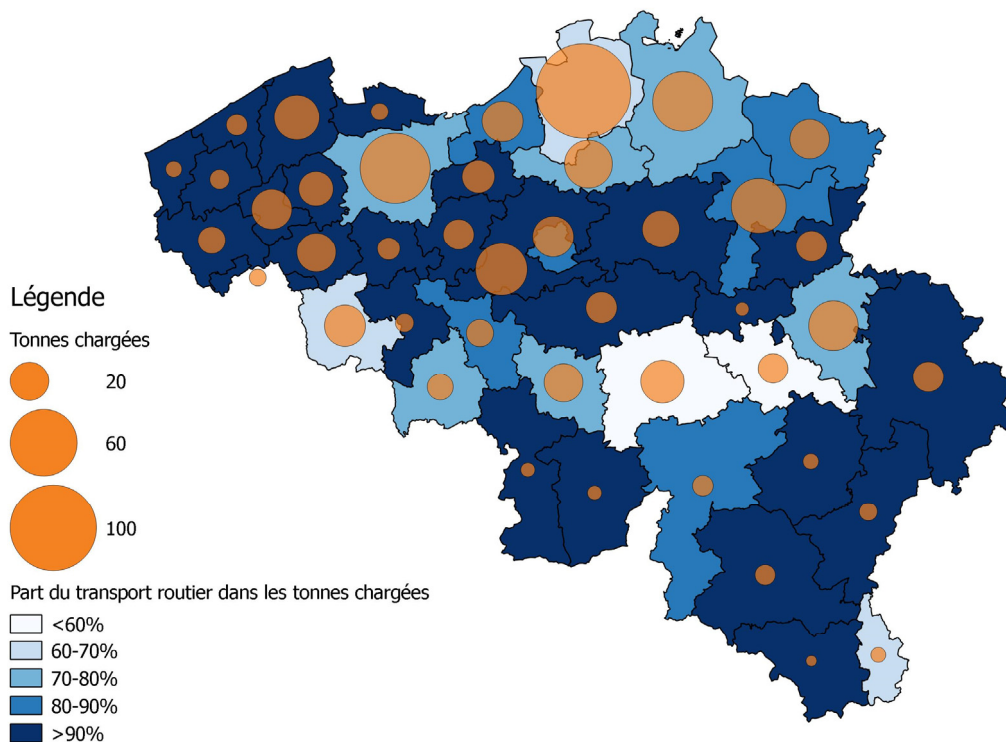 Légende
Tonnes chargées
20
60
100
Part du transport routier dans les tonnes chargées
<60%
60-70%
70-80%
80-90%
>90%